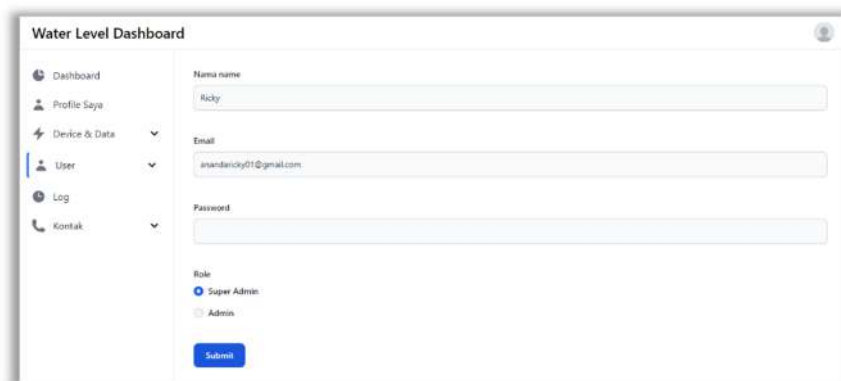 Water Level Dashboard
Dashboard
Profile Saya
Device & Data
User
Log
Kontak
Nama name
Ricky
Email
anandaricky01@gmail.com
Password
Role
Super Admin
Admin
Submit